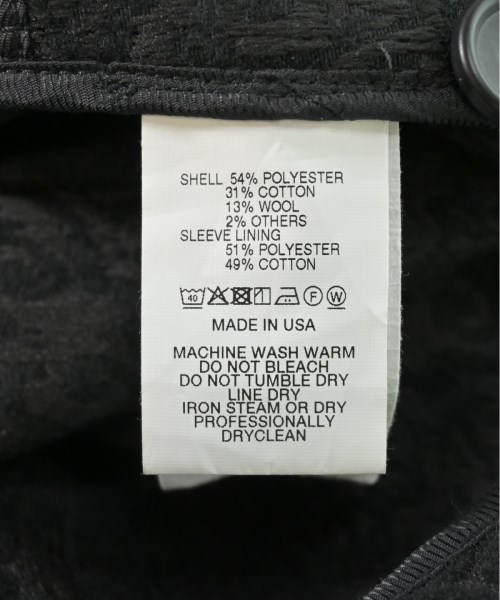 SHELL 54% POLYESTER
31% COTTON
13% WOOL
2% OTHERS
SLEEVE LINING
51% POLYESTER
49% COTTON
40 F W
MADE IN USA
MACHINE WASH WARM
DO NOT BLEACH
DO NOT TUMBLE DRY
LINE DRY
IRON STEAM OR DRY
PROFESSIONALLY
DRYCLEAN